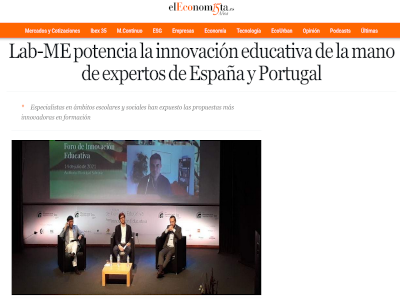 elEconomista.es
Mercados y Cotizaciones Ibex 35 M.Continuo ESG Empresas Economía Tecnología EcoUrban Opinión Podcasts Últimas
Lab-ME potencia la innovación educativa de la mano
de expertos de España y Portugal
* Especialistas en ámbitos escolares y sociales han expuesto las propuestas más
innovadoras en formación
Foro de Innovación
Educativa